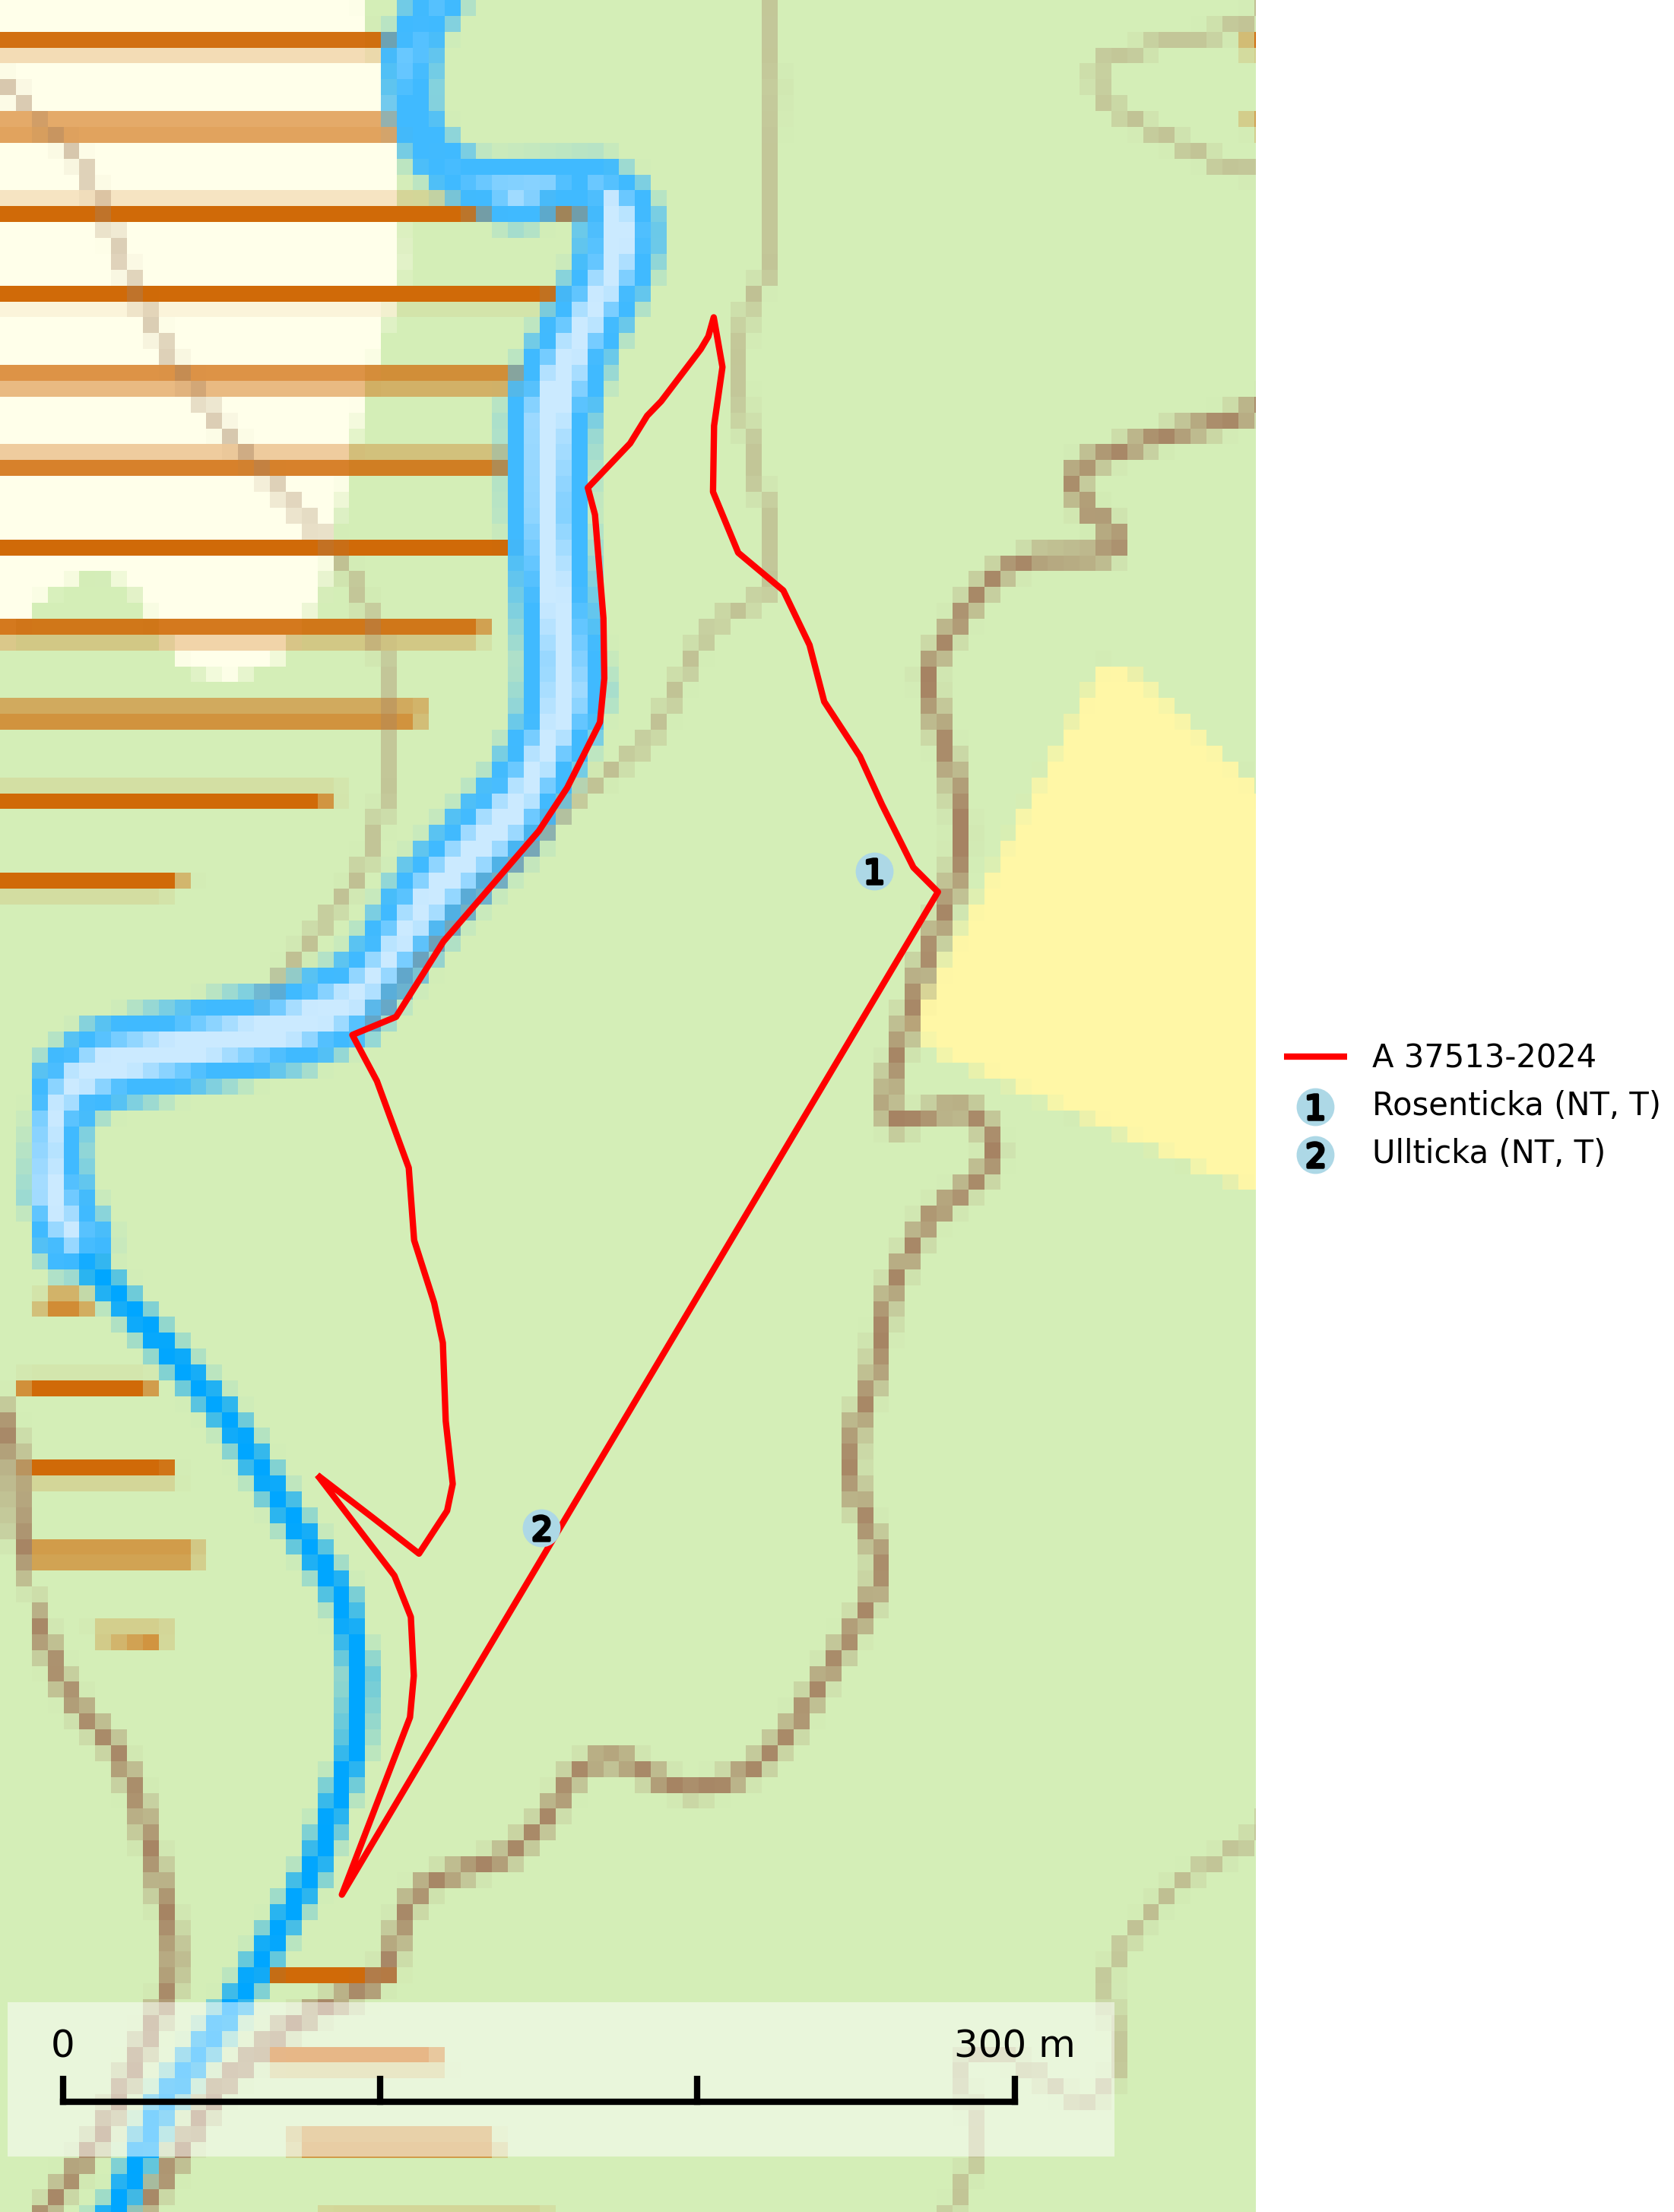 1
2
A 37513-2024
1 Rosenticka (NT, T)
2 Ullticka (NT, T)
0 300 m